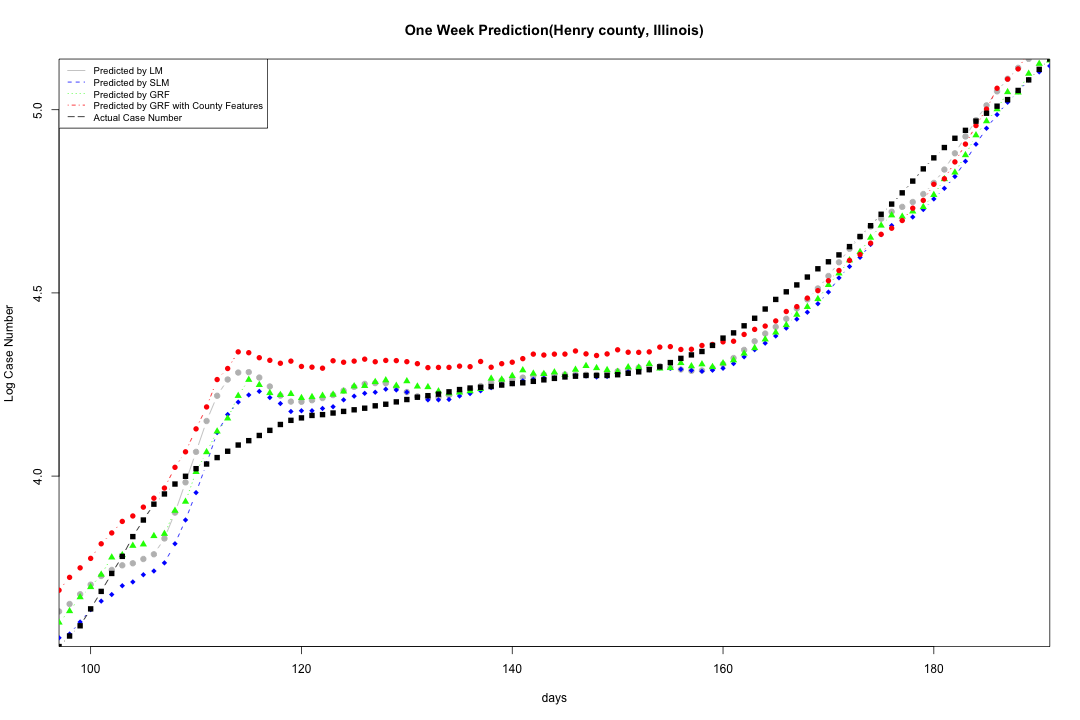 One Week Prediction(Henry county, Illinois)
Predicted by LM
Predicted by SLM
Predicted by GRF
Predicted by GRF with County Features
Actual Case Number
Log Case Number
5.0
4.5
4.0
100
120
140
160
180
days